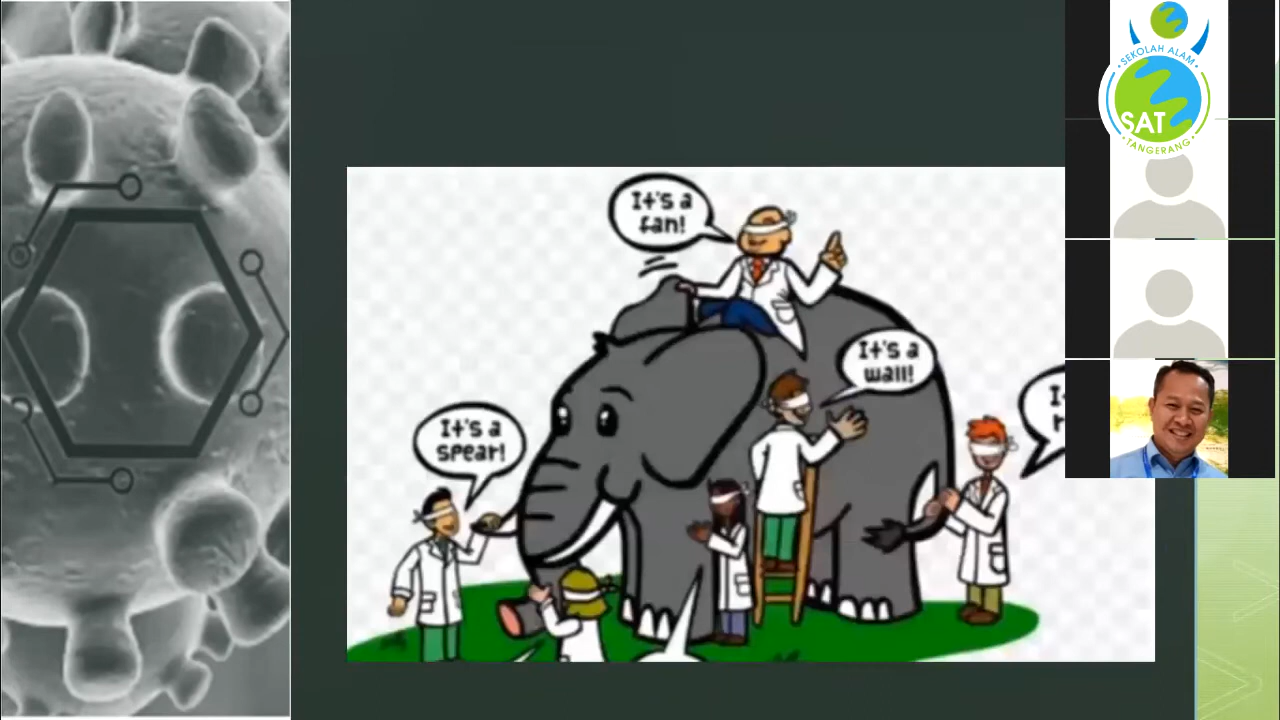 It's a
fan!
It's a
wall!
It's a
spear!
SEKOLAH ALAM
SAT
TANGERANG